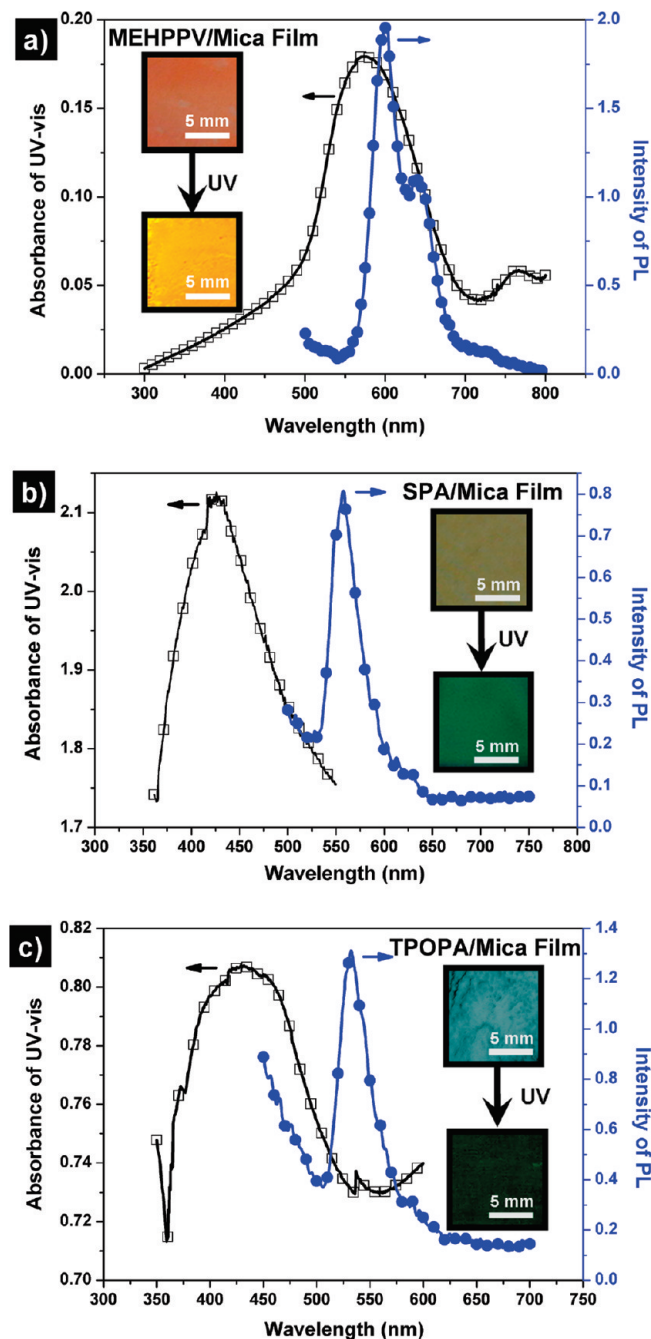 a)
MEHPPV/Mica Film
5 mm
UV
5 mm
Absorbance of UV-vis
0.20
0.15
0.10
0.05
0.00
Intensity of PL
2.0
1.5
1.0
0.5
0.0
300 400 500 600 700 800
Wavelength (nm)
b)
SPA/Mica Film
5 mm
UV
5 mm
Absorbance of UV-vis
2.1
2.0
1.9
1.8
1.7
Intensity of PL
0.8
0.7
0.6
0.5
0.4
0.3
0.2
0.1
0.0
300 350 400 450 500 550 600 650 700 750 800
Wavelength (nm)
c)
TPOPA/Mica Film
5 mm
UV
5 mm
Absorbance of UV-vis
0.82
0.80
0.78
0.76
0.74
0.72
0.70
Intensity of PL
1.4
1.2
1.0
0.8
0.6
0.4
0.2
0.0
300 350 400 450 500 550 600 650 700 750
Wavelength (nm)